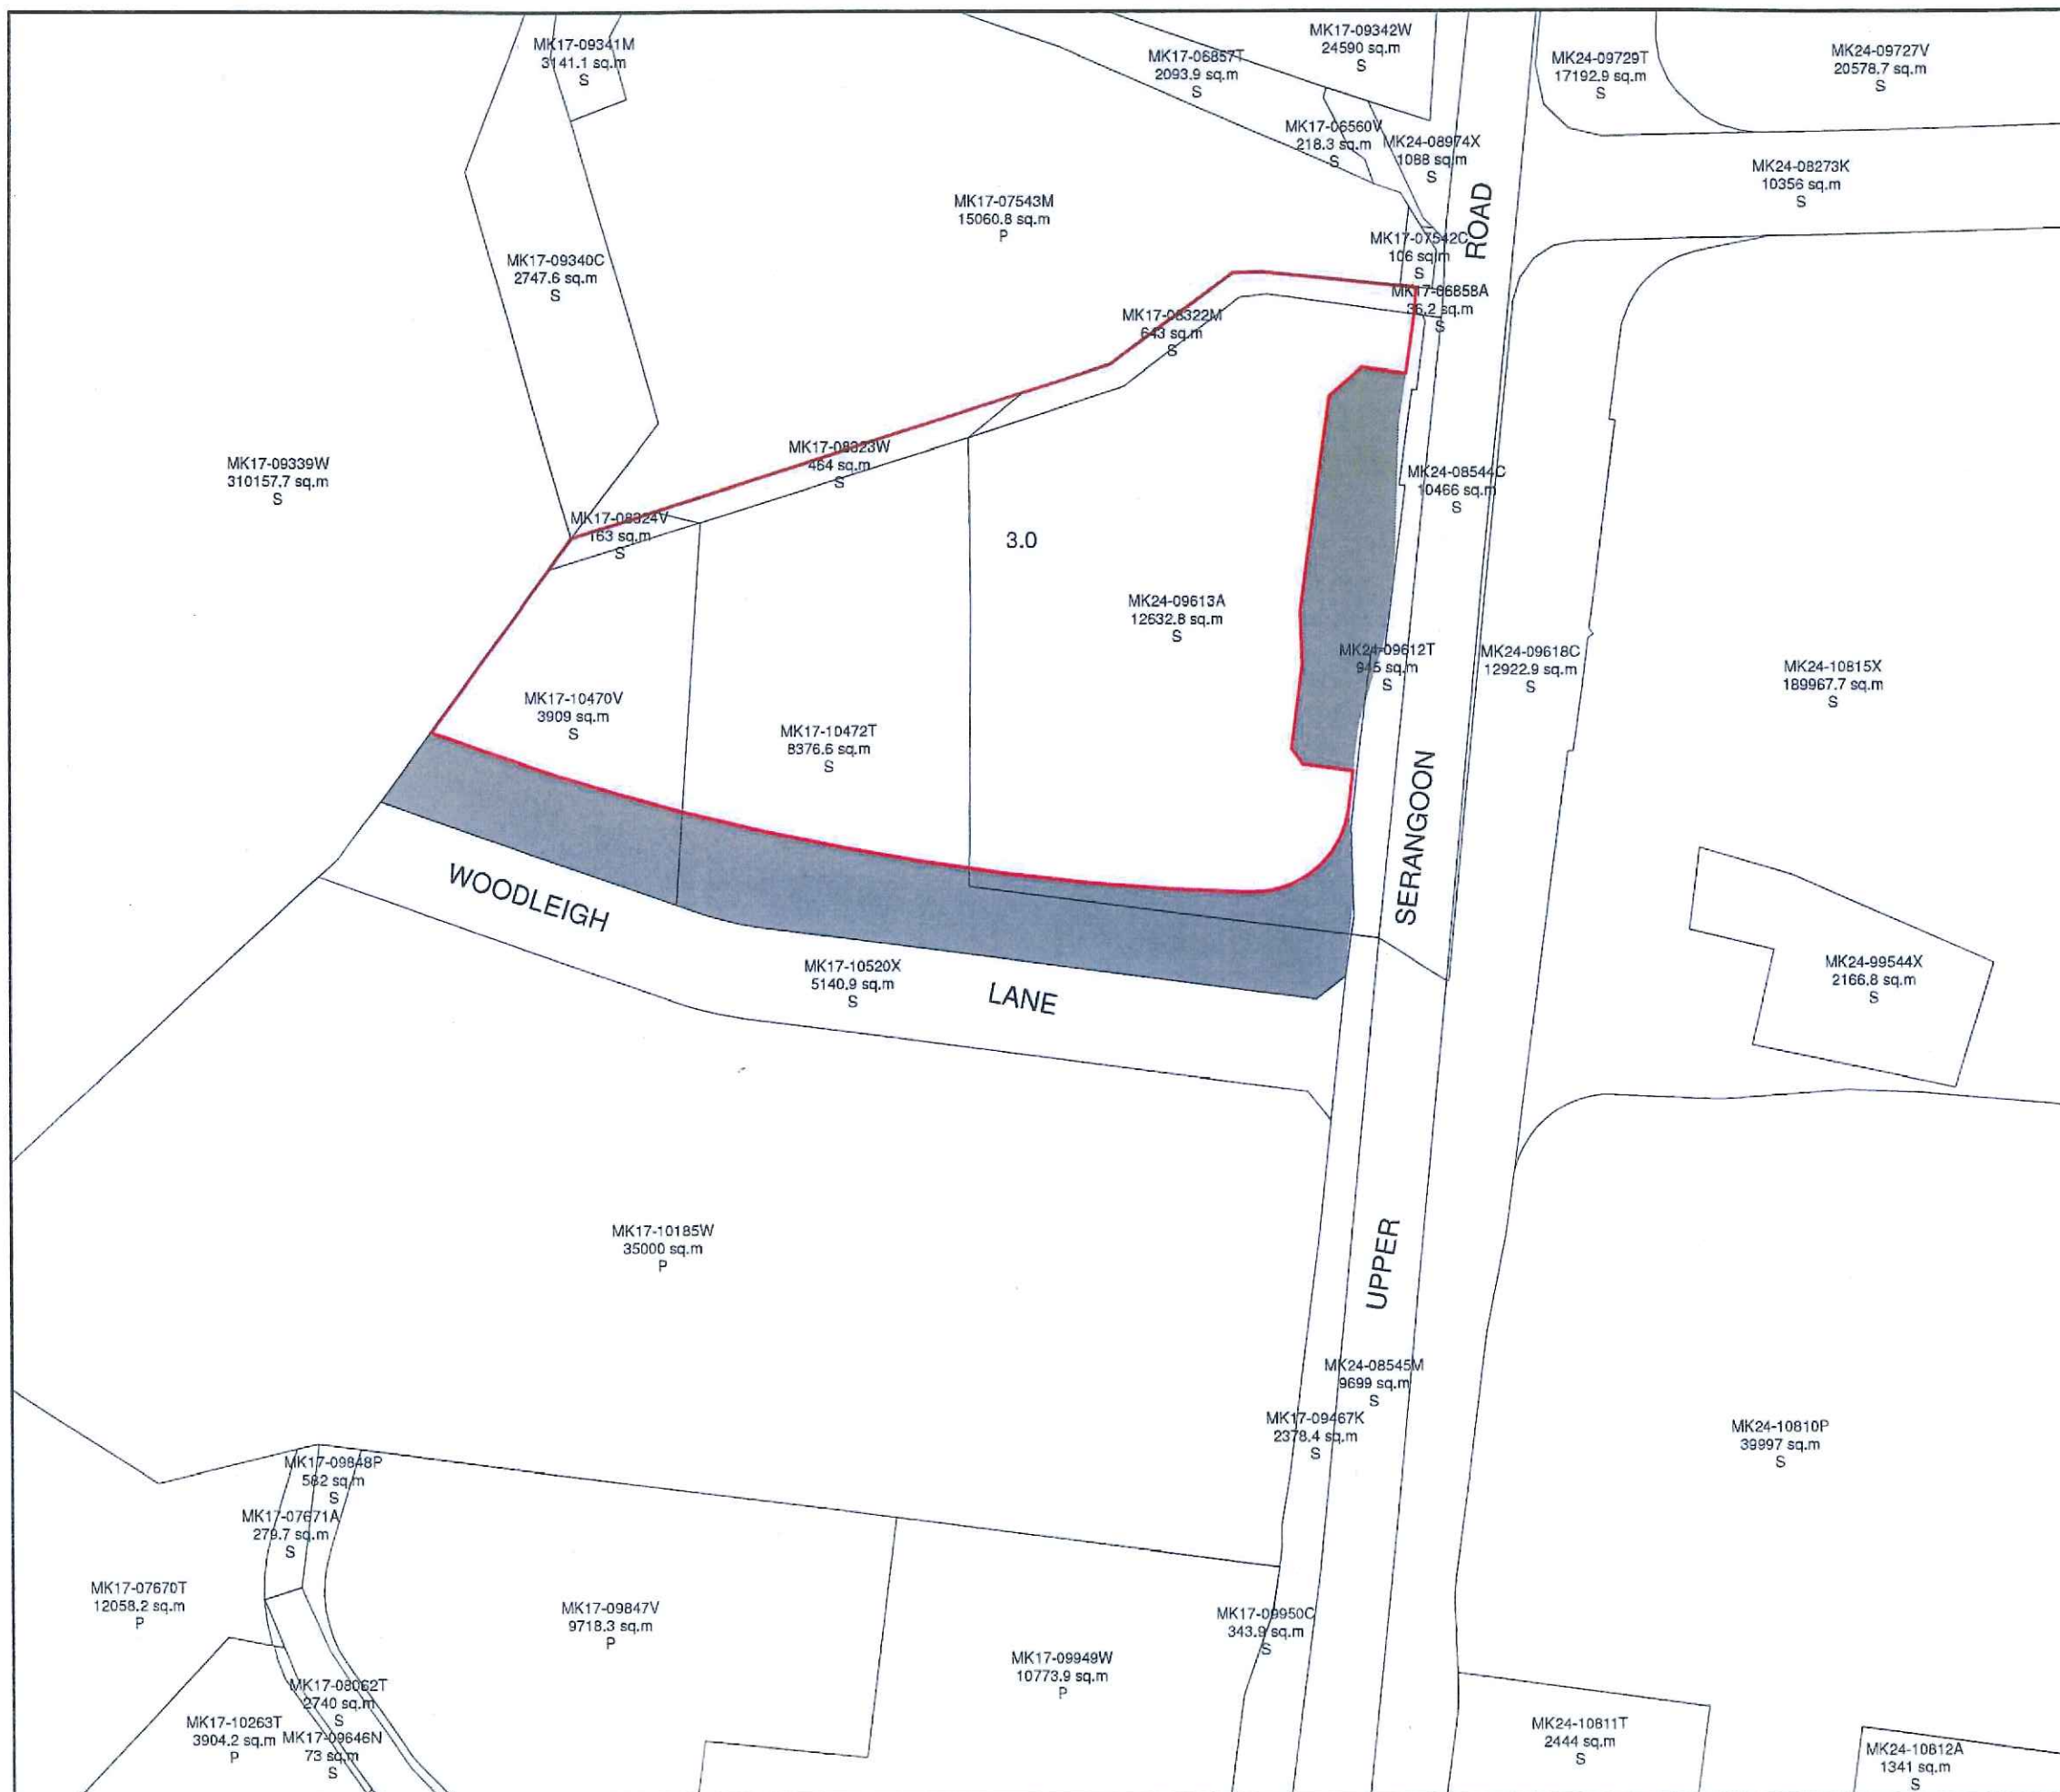 MK17-09341M
3141.1 sq.m
S
MK17-06857T
2093.9 sq.m
S
MK17-09342W
24590 sq.m
S
MK24-09729T
17192.9 sq.m
S
MK24-09727V
20578.7 sq.m
S
MK17-06560V
218.3 sq.m
S
MK24-08974X
1088 sq.m
S
MK24-08273K
10356 sq.m
S
MK17-07543M
15060.8 sq.m
P
ROAD
MK17-07542C
106 sq.m
S
MK17-09340C
2747.6 sq.m
S
MK17-06858A
36.2 sq.m
S
MK17-08322M
643 sq.m
S
MK17-09339W
310157.7 sq.m
S
MK17-08323W
464 sq.m
S
MK24-08544C
10466 sq.m
S
MK17-08324V
163 sq.m
S
3.0
MK24-09613A
12632.8 sq.m
S
MK24-09612T
945 sq.m
S
MK24-09618C
12922.9 sq.m
S
MK24-10815X
189967.7 sq.m
S
MK17-10470V
3909 sq.m
S
MK17-10472T
8376.6 sq.m
S
SERANGOON
WOODLEIGH
MK17-10520X
5140.9 sq.m
S
LANE
MK24-99544X
2166.8 sq.m
S
MK17-10185W
35000 sq.m
P
UPPER
MK24-08545M
9699 sq.m
S
MK17-09467K
2378.4 sq.m
S
MK24-10810P
39997 sq.m
S
MK17-09848P
582 sq.m
S
MK17-07671A
279.7 sq.m
S
MK17-07670T
12058.2 sq.m
P
MK17-09847V
9718.3 sq.m
P
MK17-09950C
343.9 sq.m
S
MK17-09949W
10773.9 sq.m
P
MK17-08062T
2740 sq.m
S
MK17-10263T
3904.2 sq.m
P
MK17-09646N
73 sq.m
S
MK24-10811T
2444 sq.m
S
MK24-10812A
1341 sq.m
S